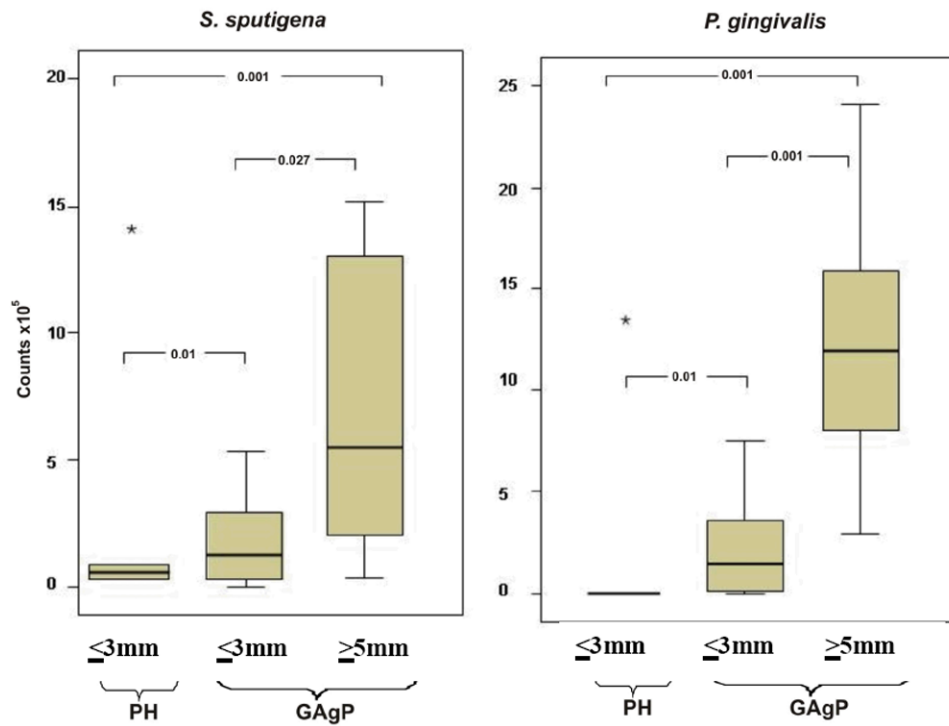 S. sputigena
P. gingivalis
Counts x10⁵
20
15
10
5
0
0.001
0.027
*
0.01
≤3mm ≤3mm ≥5mm
PH GAgP
25
20
15
10
5
0
0.001
0.001
*
0.01
≤3mm ≤3mm ≥5mm
PH GAgP